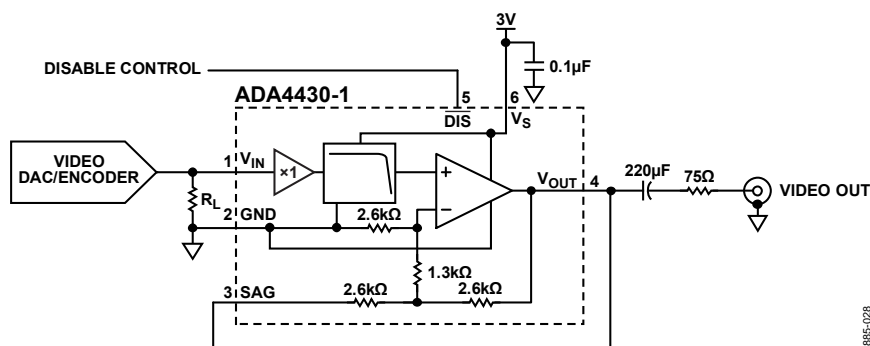 3V
DISABLE CONTROL
0.1µF
ADA4430-1
5
6
DIS
VS
VIDEO
DAC/ENCODER
1
VIN
×1
+
−
VOUT
4
220µF
75Ω
VIDEO OUT
RL
2
GND
2.6kΩ
1.3kΩ
3
SAG
2.6kΩ
2.6kΩ
885-028